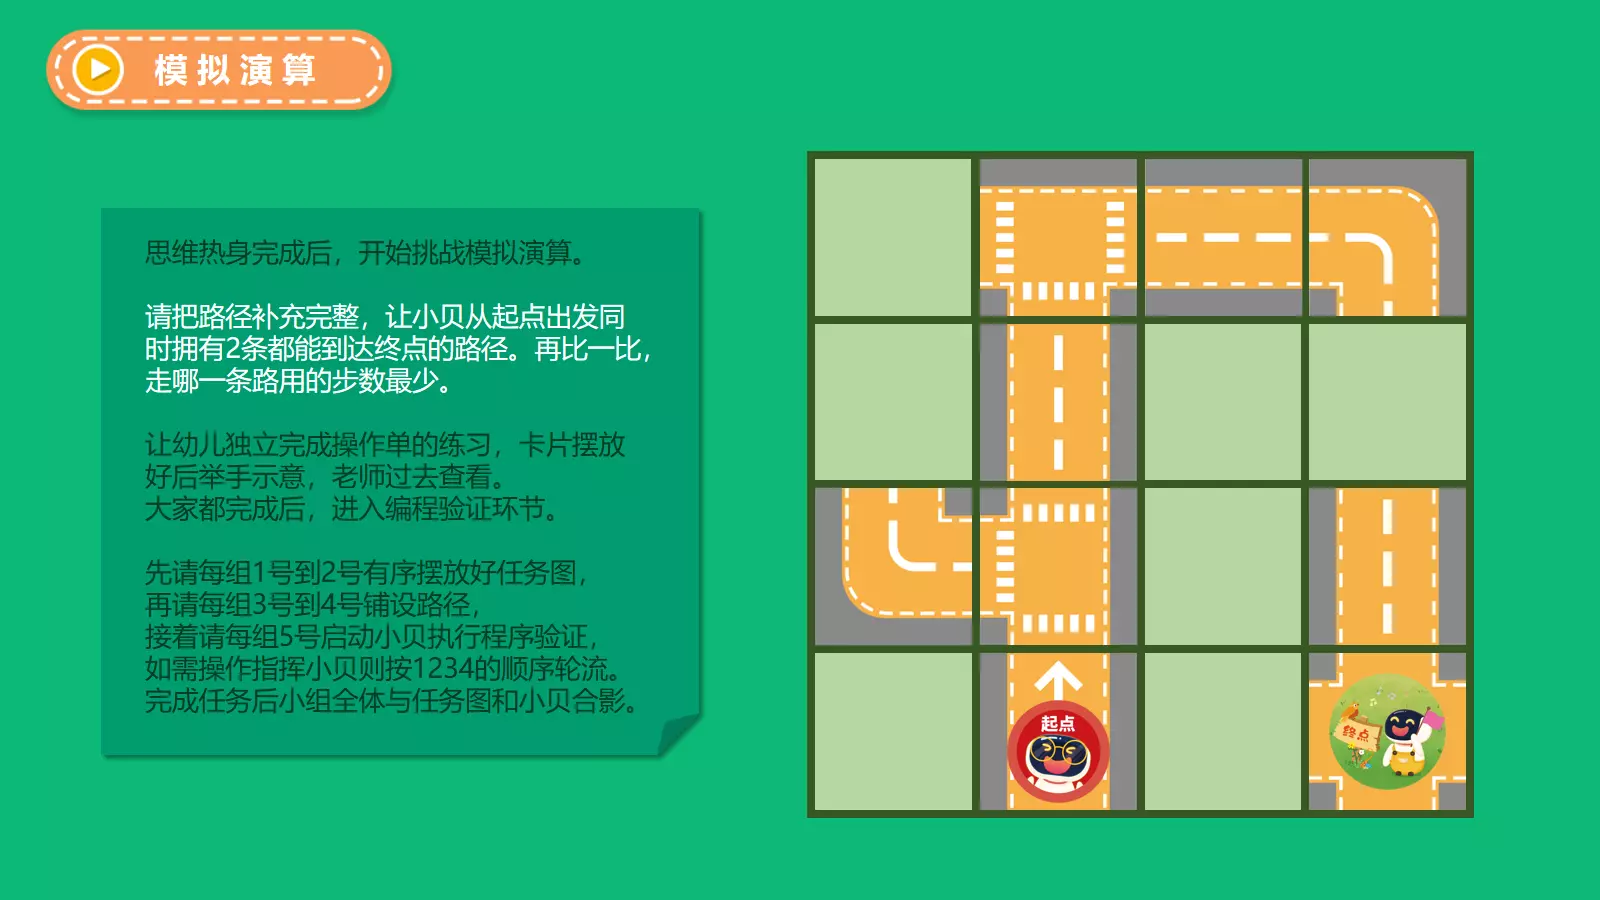 模拟演算
思维热身完成后，开始挑战模拟演算。
请把路径补充完整，让小贝从起点出发同
时拥有2条都能到达终点的路径。再比一比，
走哪一条路用的步数最少。
让幼儿独立完成操作单的练习，卡片摆放
好后举手示意，老师过去查看。
大家都完成后，进入编程验证环节。
先请每组1号到2号有序摆放好任务图，
再请每组3号到4号铺设路径，
接着请每组5号启动小贝执行程序验证，
如需操作指挥小贝则按1234的顺序轮流。
完成任务后小组全体与任务图和小贝合影。
起点
终点